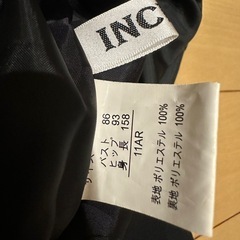 INC
サイズ
バスト 86
ヒップ 93
身長 158
11AR
表地 ポリエステル 100%
裏地 ポリエステル 100%